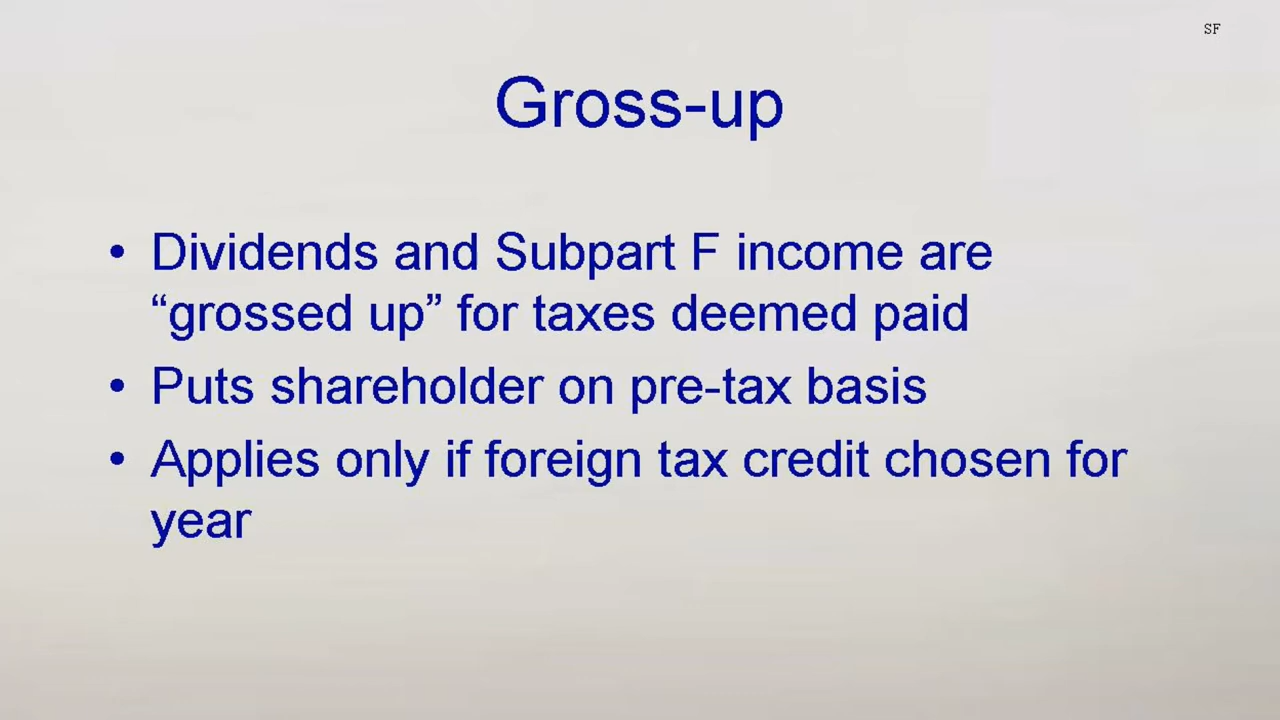 SF
Gross-up
• Dividends and Subpart F income are
“grossed up” for taxes deemed paid
• Puts shareholder on pre-tax basis
• Applies only if foreign tax credit chosen for
year